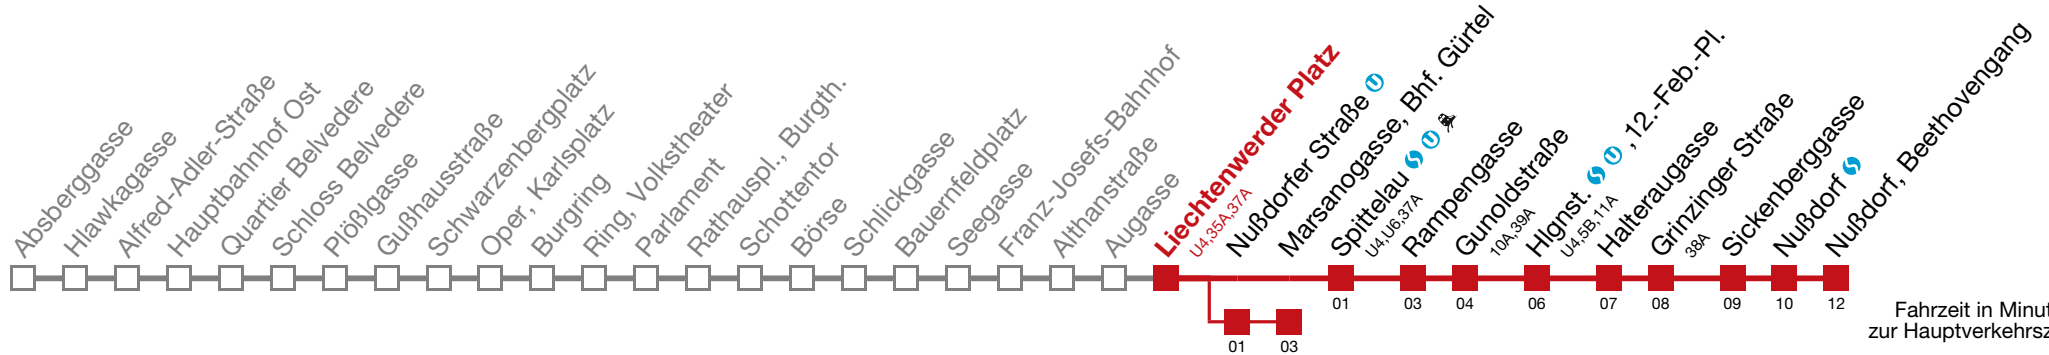 Absberggasse
Hlawkagasse
Alfred-Adler-Straße
Hauptbahnhof Ost
Quartier Belvedere
Schloss Belvedere
Plößlgasse
Gußhausstraße
Schwarzenbergplatz
Oper, Karlsplatz
Burgring
Ring, Volkstheater
Parlament
Rathauspl., Burgth.
Schottentor
Börse
Schlickgasse
Bauernfeldplatz
Seegasse
Franz-Josefs-Bahnhof
Althanstraße
Augasse
Liechtenwerder Platz
U4,35A,37A
Nußdorfer Straße U
Marsanogasse, Bhf. Gürtel
Spittelau S U
U4,U6,37A
Rampengasse
Gunoldstraße
10A,39A
Hlgnst. S U , 12.-Feb.-Pl.
U4,5B,11A
Halteraugasse
Grinzinger Straße
38A
Sickenberggasse
Nußdorf S
Nußdorf, Beethovengang
01 03 04 06 07 08 09 10 12
01 03
Fahrzeit in Minut
zur Hauptverkehrsz